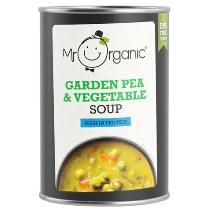 Mr Organic
GARDEN PEA
& VEGETABLE
SOUP
HIGH IN PROTEIN